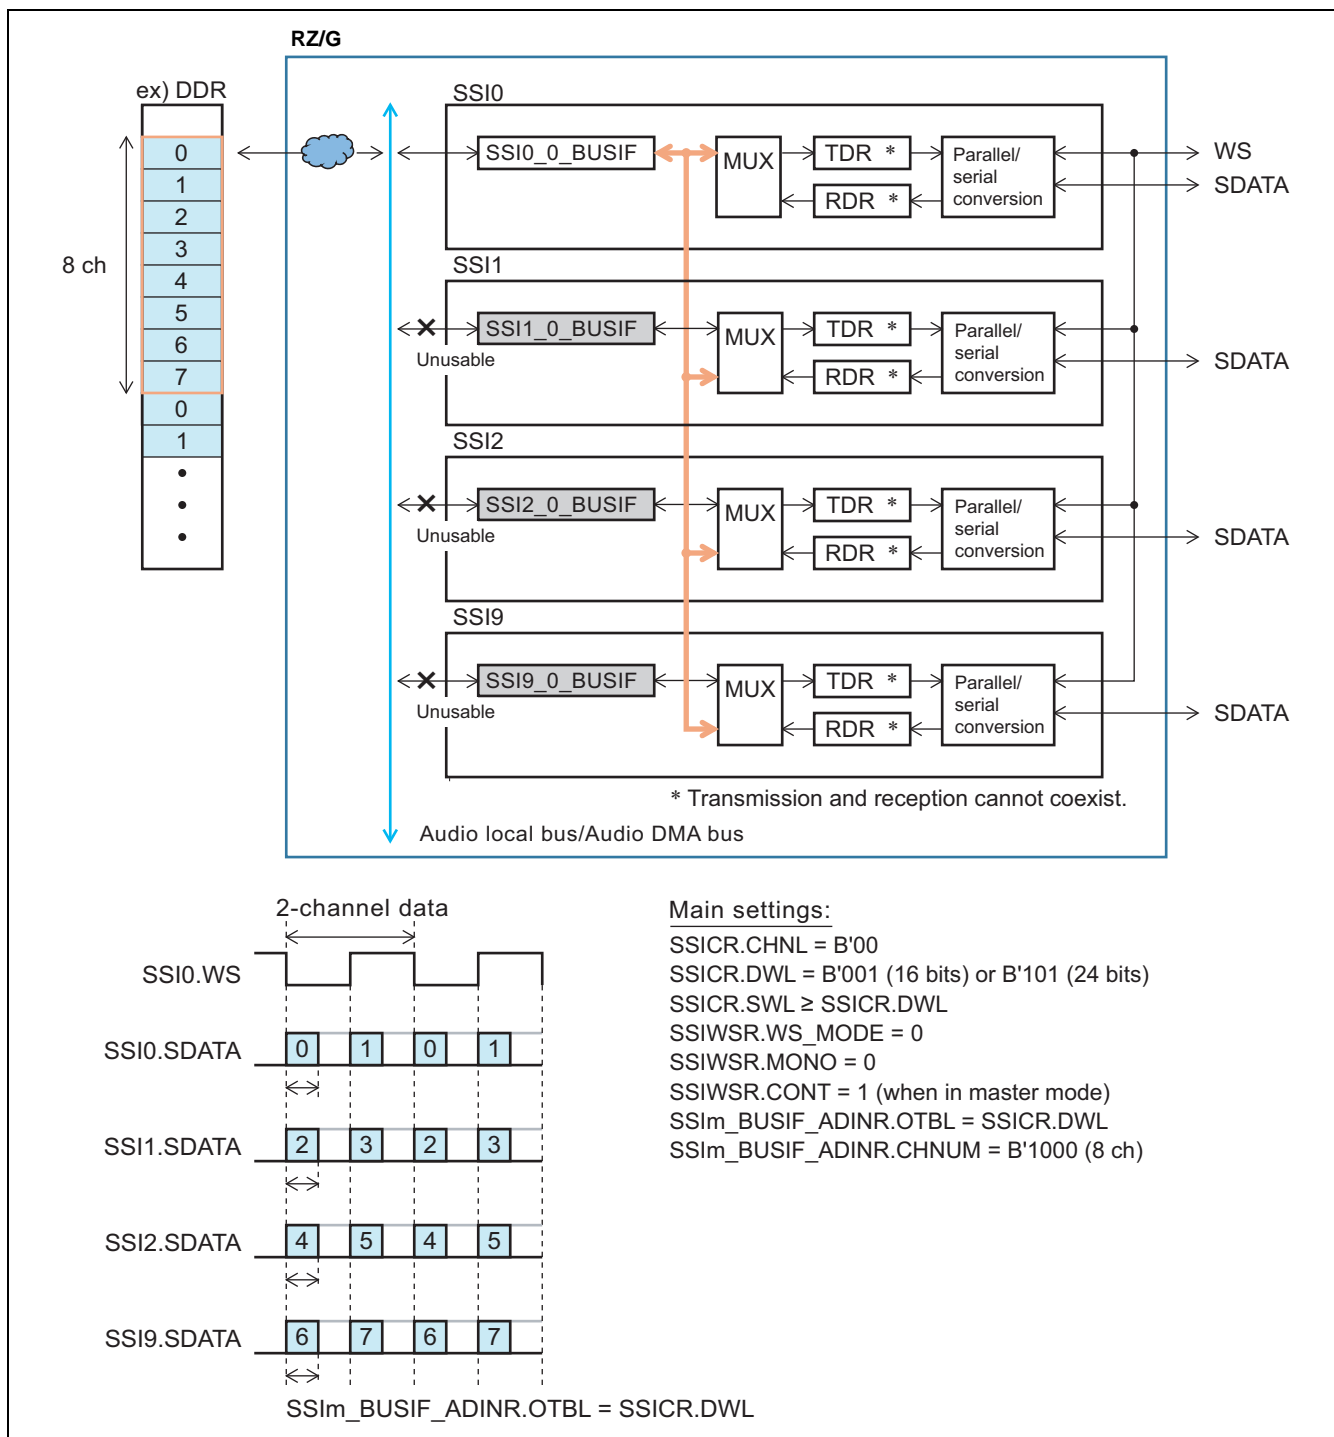 RZ/G
ex) DDR
0
1
2
3
4
5
6
7
0
1
•
•
•
8 ch
SSI0
SSI0_0_BUSIF
MUX
TDR *
RDR *
Parallel/
serial
conversion
WS
SDATA
SSI1
SSI1_0_BUSIF
Unusable
MUX
TDR *
RDR *
Parallel/
serial
conversion
SDATA
SSI2
SSI2_0_BUSIF
Unusable
MUX
TDR *
RDR *
Parallel/
serial
conversion
SDATA
SSI9
SSI9_0_BUSIF
Unusable
MUX
TDR *
RDR *
Parallel/
serial
conversion
SDATA
* Transmission and reception cannot coexist.
Audio local bus/Audio DMA bus
2-channel data
SSI0.WS
SSI0.SDATA 0 1 0 1
SSI1.SDATA 2 3 2 3
SSI2.SDATA 4 5 4 5
SSI9.SDATA 6 7 6 7
SSIm_BUSIF_ADINR.OTBL = SSICR.DWL
Main settings:
SSICR.CHNL = B'00
SSICR.DWL = B'001 (16 bits) or B'101 (24 bits)
SSICR.SWL ≥ SSICR.DWL
SSIWSR.WS_MODE = 0
SSIWSR.MONO = 0
SSIWSR.CONT = 1 (when in master mode)
SSIm_BUSIF_ADINR.OTBL = SSICR.DWL
SSIm_BUSIF_ADINR.CHNUM = B'1000 (8 ch)